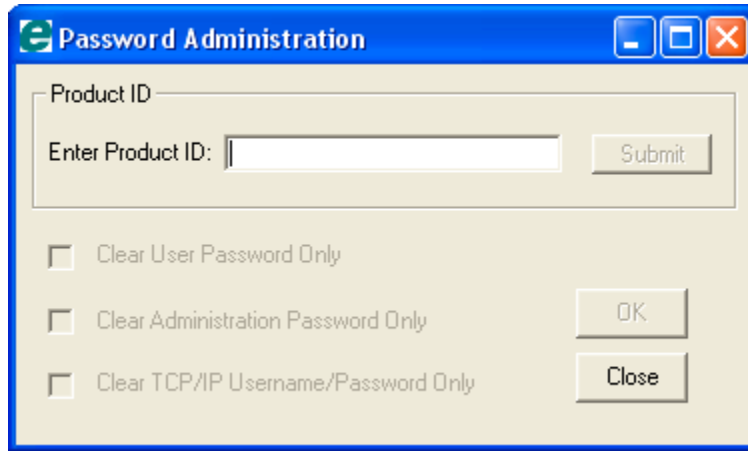 Password Administration
Product ID
Enter Product ID:
Submit
Clear User Password Only
Clear Administration Password Only
OK
Clear TCP/IP Username/Password Only
Close